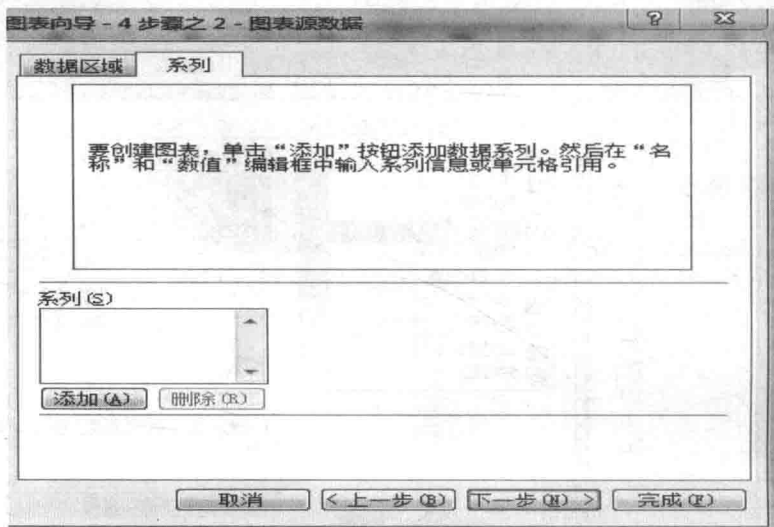 图表向导 - 4 步骤之 2 - 图表源数据
数据区域 系列
要创建图表，单击“添加”按钮添加数据系列。然后在“名
称”和“数值”编辑框中输入系列信息或单元格引用。
系列(S)
添加(A) 删除(R)
取消 < 上一步(B) 下一步(N) > 完成(F)